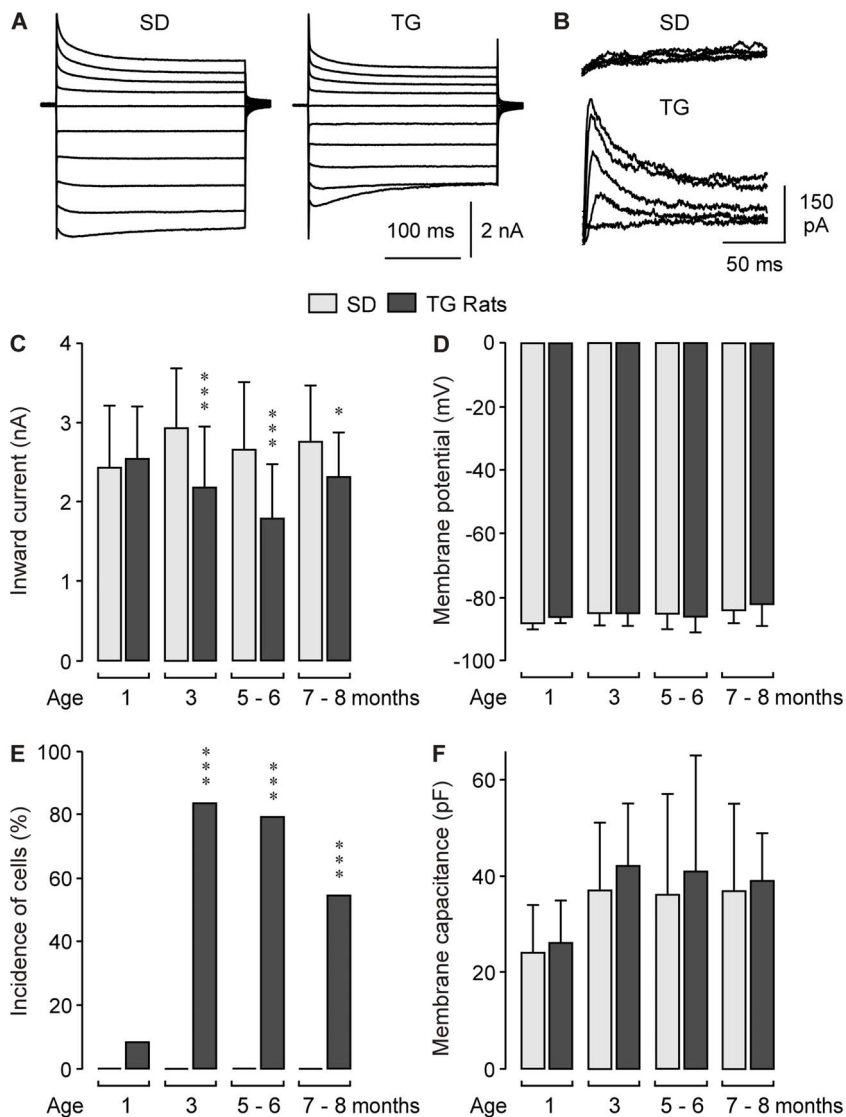 A
SD
TG
100 ms
2 nA
B
SD
TG
150
pA
50 ms
SD
TG Rats
C
Inward current (nA)
4
3
2
1
0
***
***
*
Age
1
3
5 - 6
7 - 8 months
D
Membrane potential (mV)
0
-20
-40
-60
-80
-100
Age
1
3
5 - 6
7 - 8 months
E
Incidence of cells (%)
100
80
60
40
20
0
***
***
***
Age
1
3
5 - 6
7 - 8 months
F
Membrane capacitance (pF)
60
40
20
0
Age
1
3
5 - 6
7 - 8 months